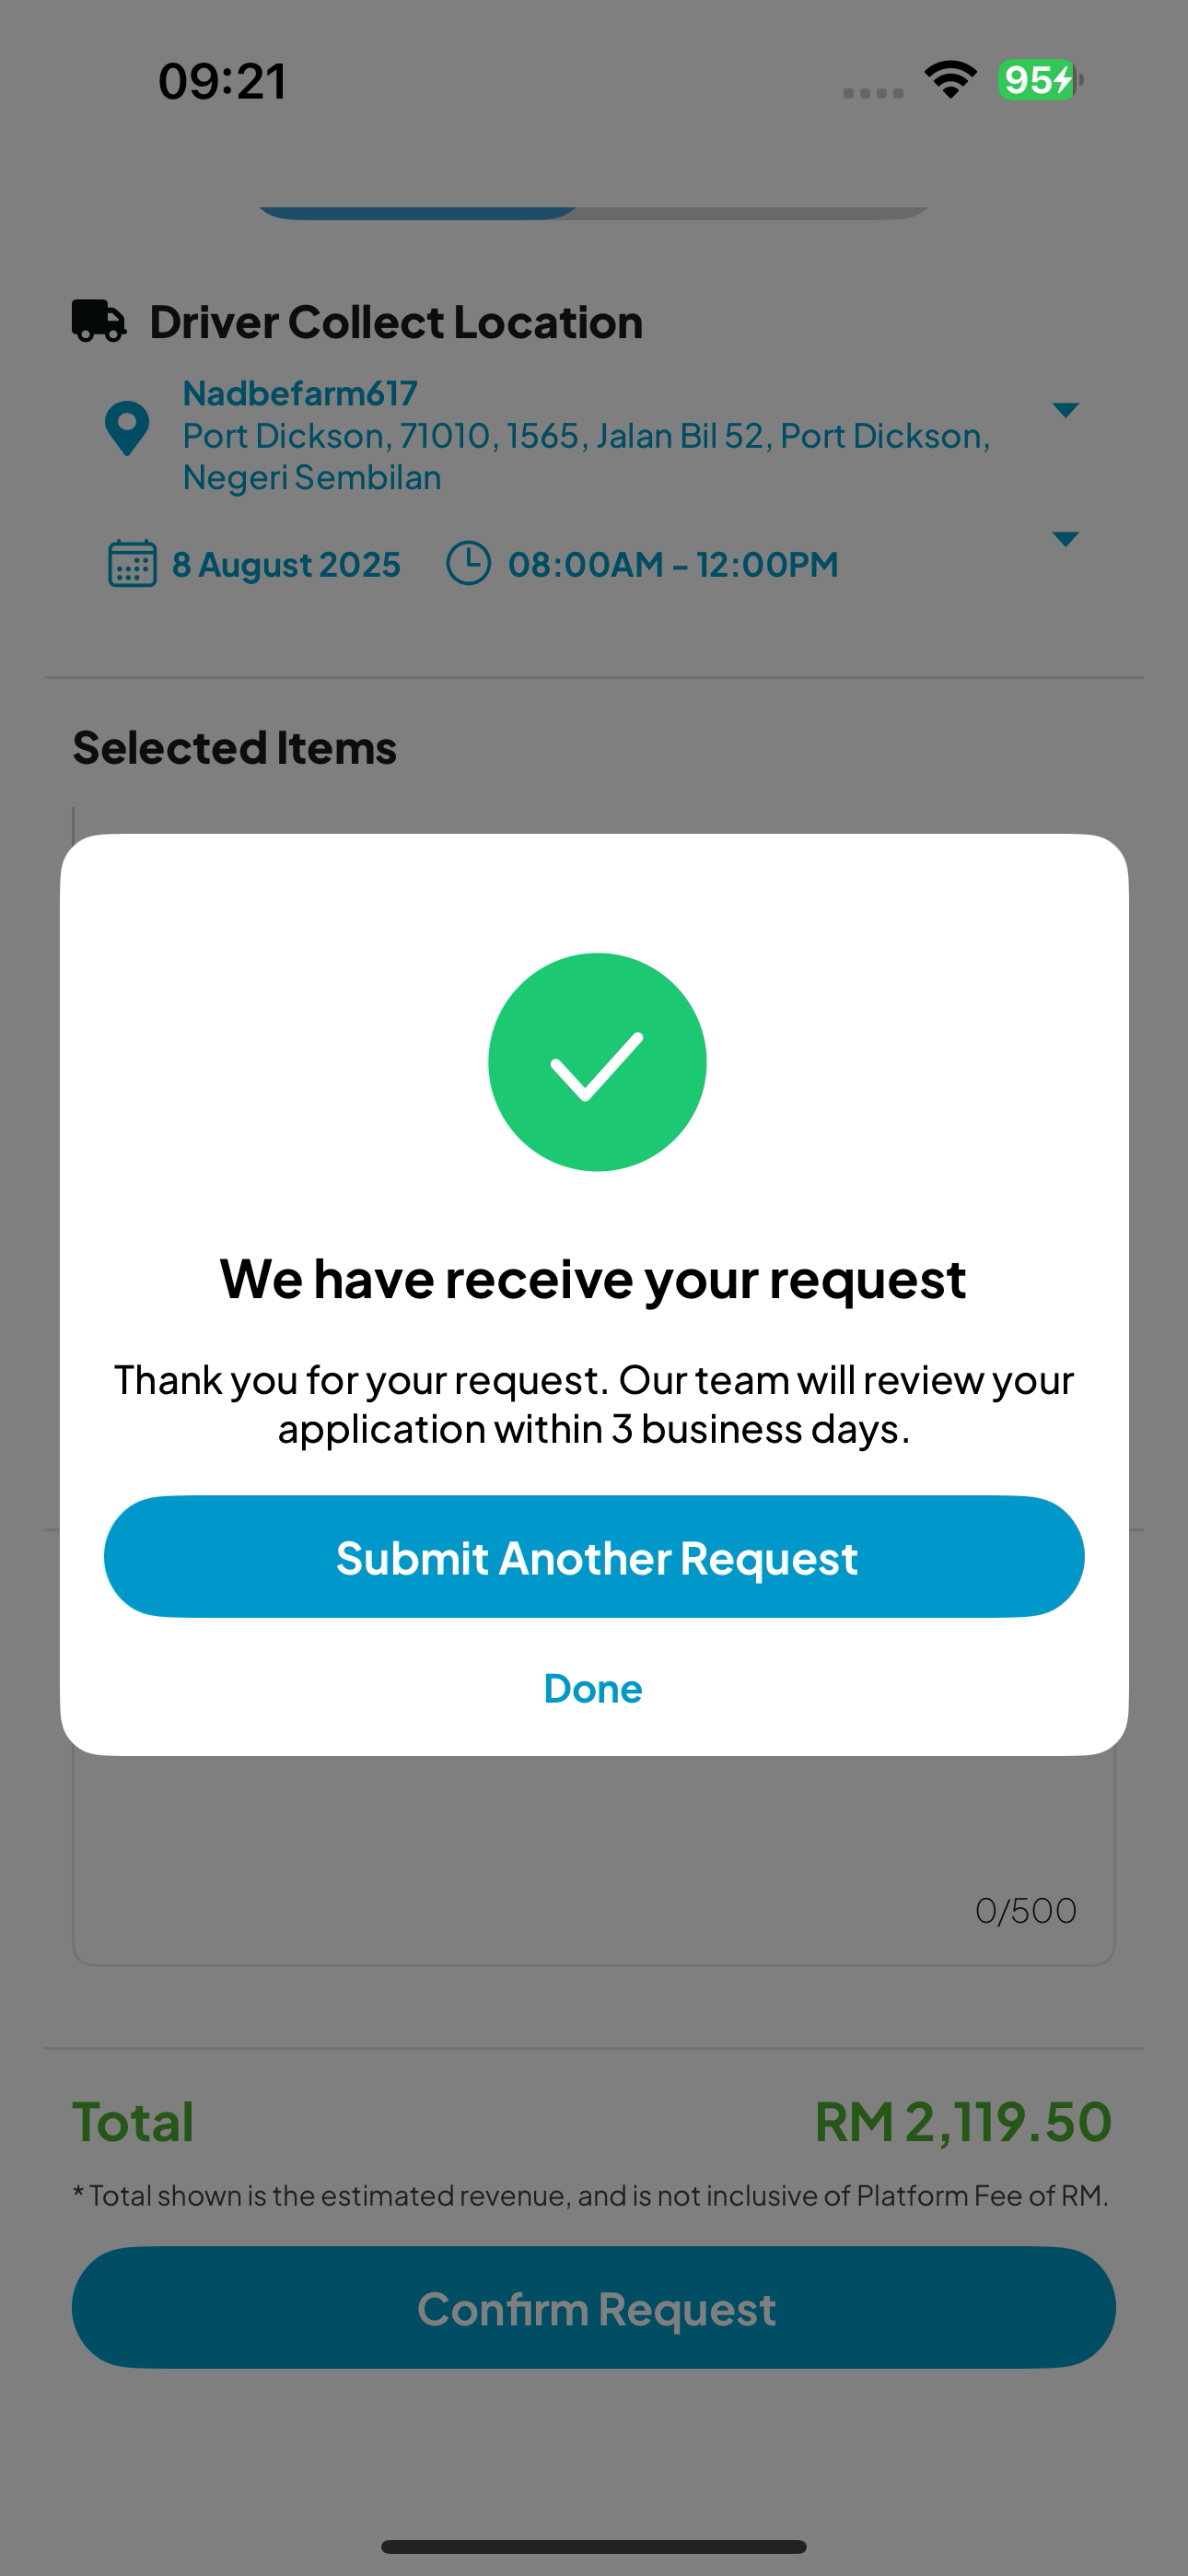 09:21
95
Driver Collect Location
Nadbefarm617
Port Dickson, 71010, 1565, Jalan Bil 52, Port Dickson,
Negeri Sembilan
8 August 2025 08:00AM - 12:00PM
Selected Items
We have receive your request
Thank you for your request. Our team will review your
application within 3 business days.
Submit Another Request
Done
0/500
Total RM 2,119.50
* Total shown is the estimated revenue, and is not inclusive of Platform Fee of RM.
Confirm Request